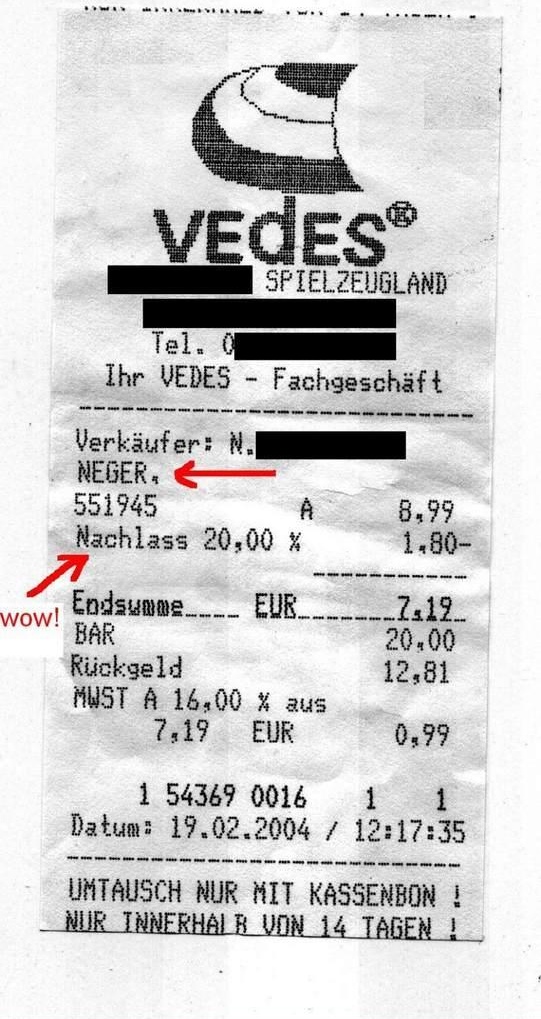 VEDES®
SPIELZEUGLAND
Tel. 0
Ihr VEDES - Fachgeschäft
Verkäufer: N.
NEGER.
551945 A 8,99
Nachlass 20,00 % 1,80-
wow!
Endsumme EUR 7,19
BAR 20,00
Rückgeld 12,81
MWST A 16,00 % aus
7,19 EUR 0,99
1 54369 0016 1 1
Datum: 19.02.2004 / 12:17:35
UMTAUSCH NUR MIT KASSENBON !
NUR INNERHALB VON 14 TAGEN !